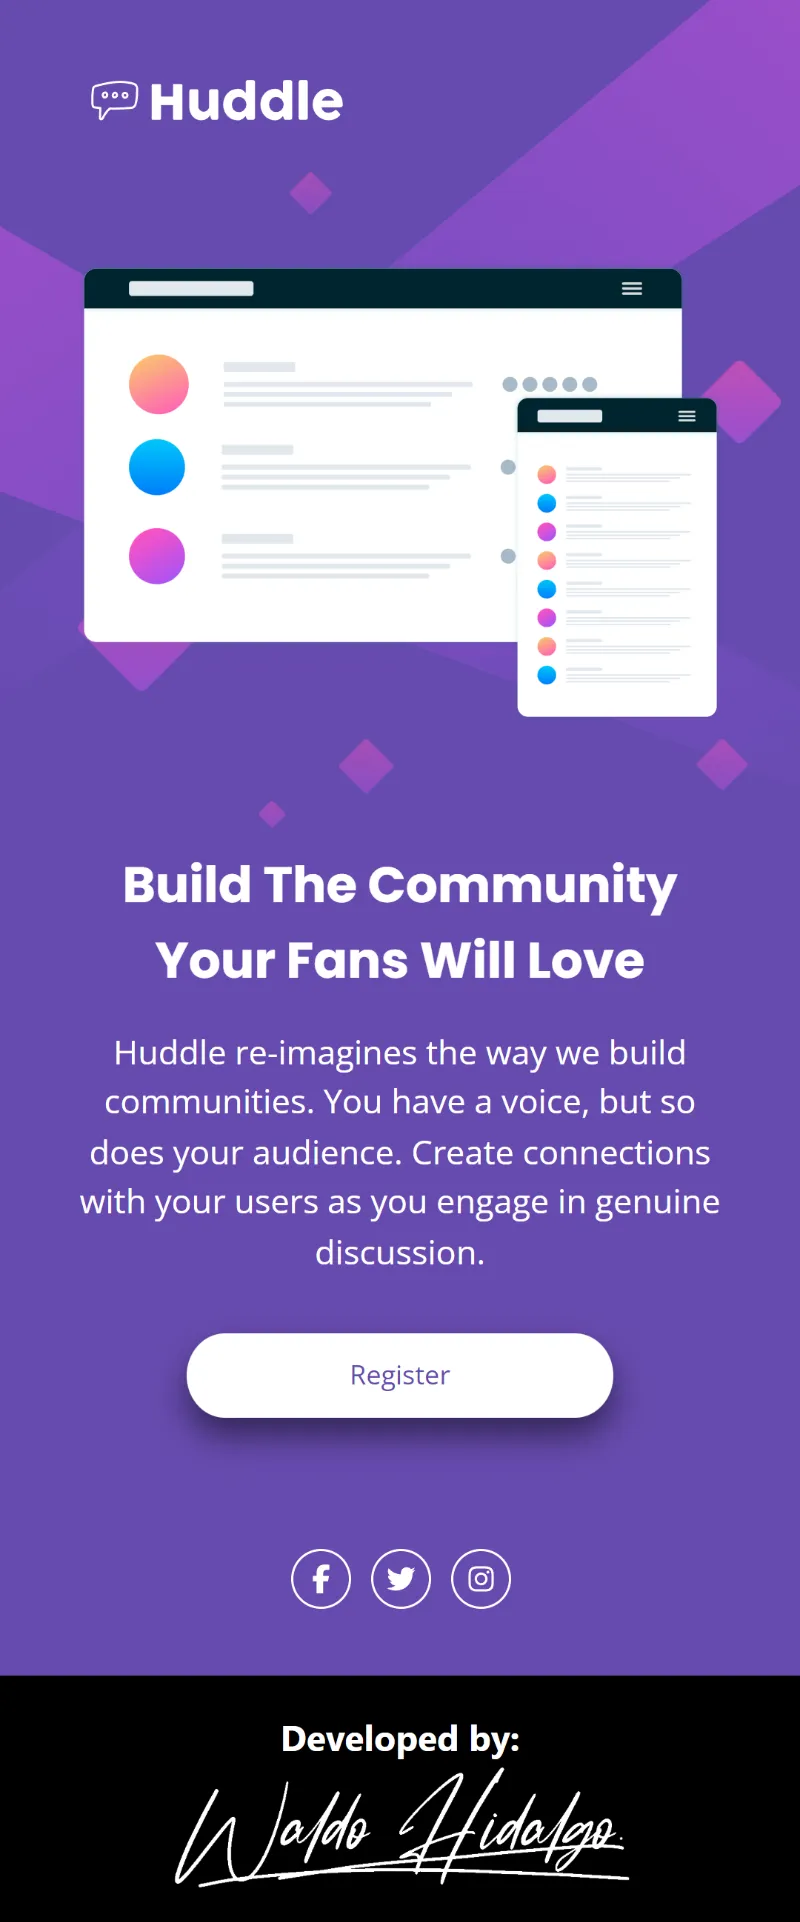 Huddle
Build The Community
Your Fans Will Love
Huddle re-imagines the way we build
communities. You have a voice, but so
does your audience. Create connections
with your users as you engage in genuine
discussion.
Register
Developed by:
Waldo Hidalgo.